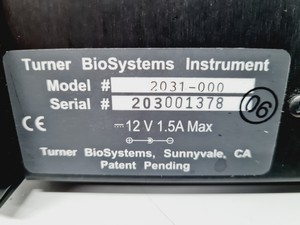 Turner BioSystems Instrument
Model # 2031-000
Serial # 203001378
06
CE
⎓12 V 1.5A Max
Turner BioSystems, Sunnyvale, CA
Patent Pending